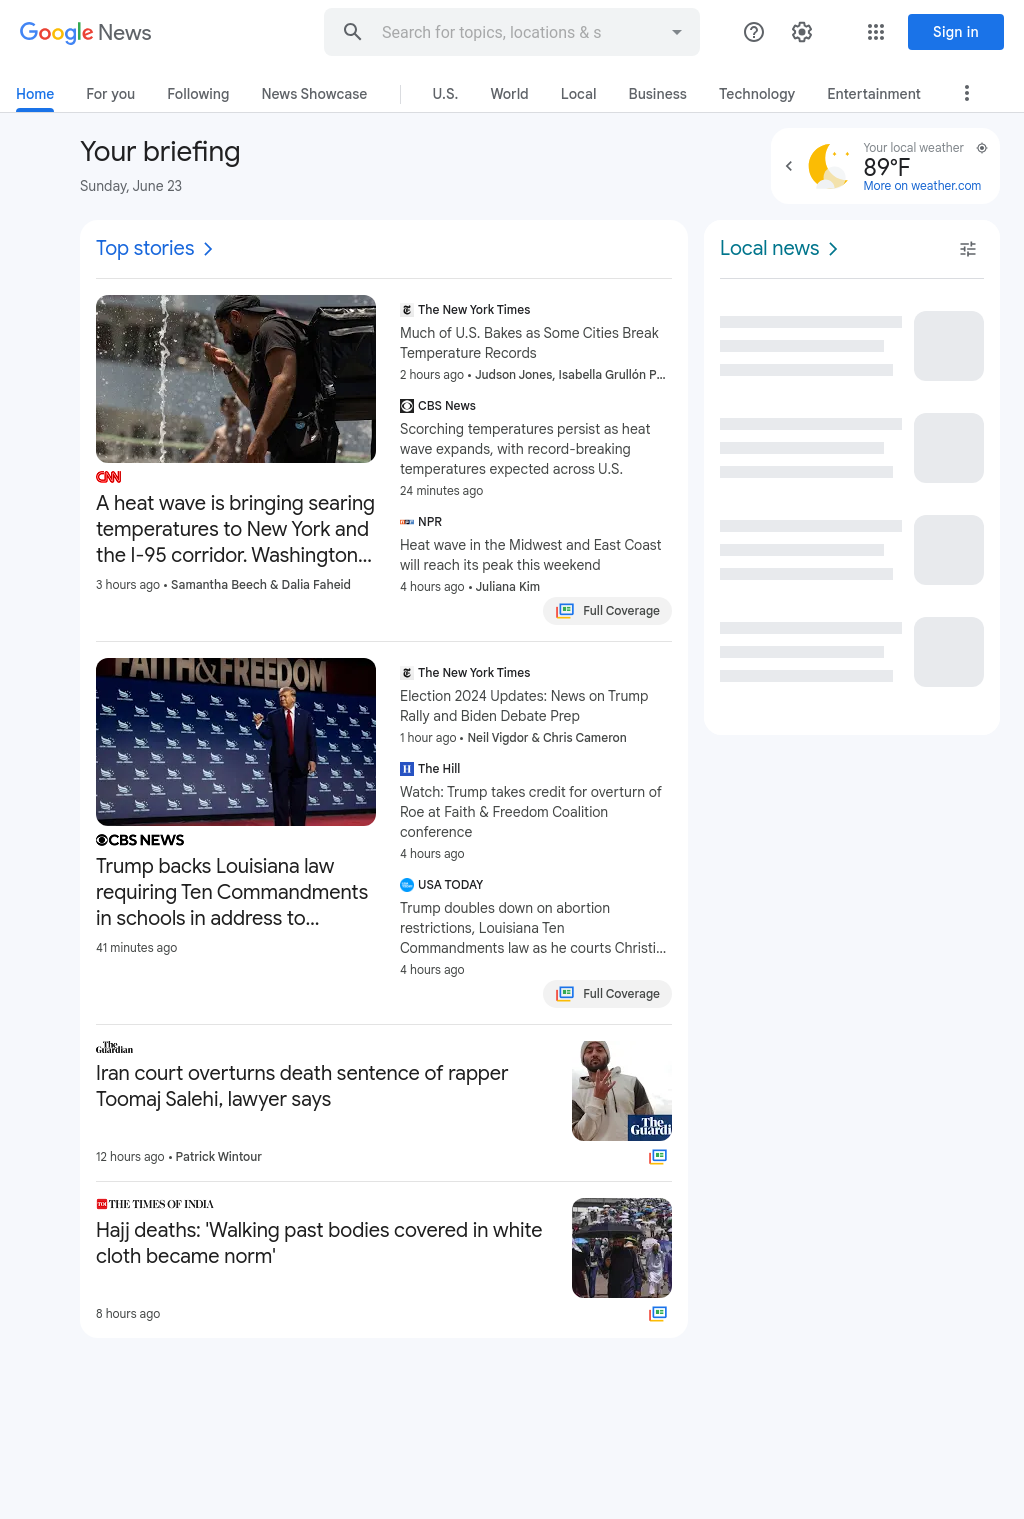 Google News
Search for topics, locations & s
Sign in
Home
For you
Following
News Showcase
U.S.
World
Local
Business
Technology
Entertainment
Your briefing
Sunday, June 23
Your local weather
89°F
More on weather.com
Top stories
CNN
A heat wave is bringing searing
temperatures to New York and
the I-95 corridor. Washington...
3 hours ago • Samantha Beech & Dalia Faheid
The New York Times
Much of U.S. Bakes as Some Cities Break
Temperature Records
2 hours ago • Judson Jones, Isabella Grullón P...
CBS News
Scorching temperatures persist as heat
wave expands, with record-breaking
temperatures expected across U.S.
24 minutes ago
NPR
Heat wave in the Midwest and East Coast
will reach its peak this weekend
4 hours ago • Juliana Kim
Full Coverage
FAITH & FREEDOM
CBS NEWS
Trump backs Louisiana law
requiring Ten Commandments
in schools in address to...
41 minutes ago
The New York Times
Election 2024 Updates: News on Trump
Rally and Biden Debate Prep
1 hour ago • Neil Vigdor & Chris Cameron
The Hill
Watch: Trump takes credit for overturn of
Roe at Faith & Freedom Coalition
conference
4 hours ago
USA TODAY
Trump doubles down on abortion
restrictions, Louisiana Ten
Commandments law as he courts Christi...
4 hours ago
Full Coverage
The
Guardian
Iran court overturns death sentence of rapper
Toomaj Salehi, lawyer says
12 hours ago • Patrick Wintour
The
Guardi
TOI THE TIMES OF INDIA
Hajj deaths: 'Walking past bodies covered in white
cloth became norm'
8 hours ago
Local news